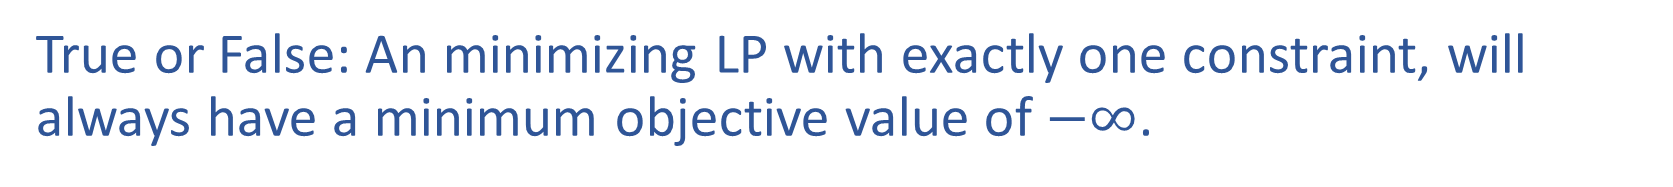 True or False: An minimizing LP with exactly one constraint, will
always have a minimum objective value of −∞.